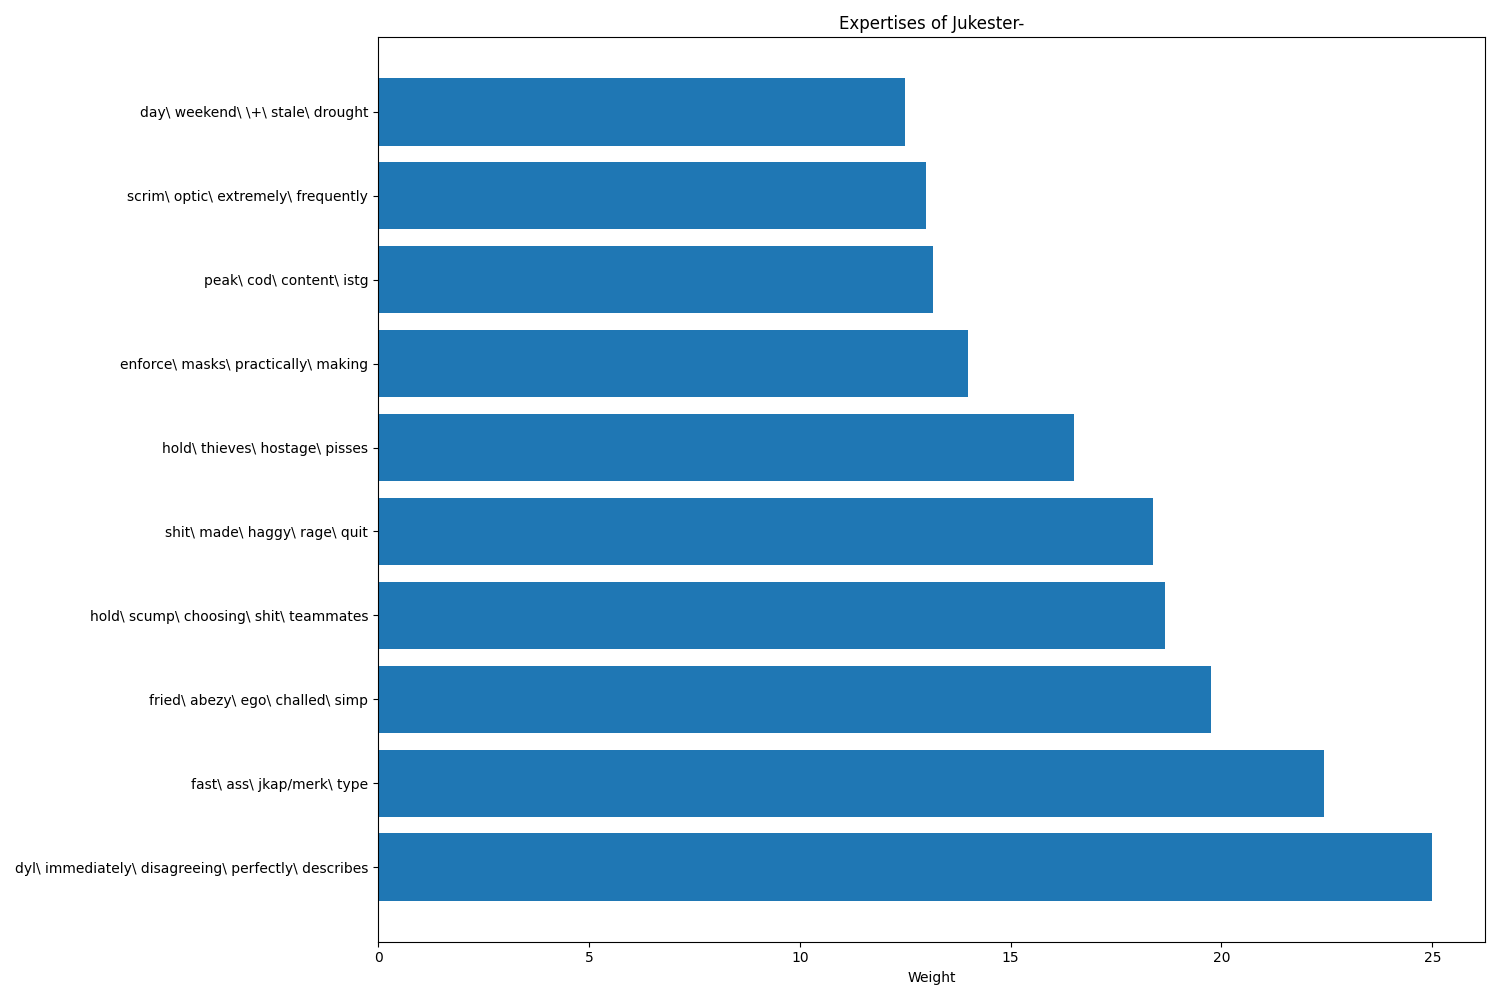 Expertises of Jukester-
day\ weekend\ \+\ stale\ drought
scrim\ optic\ extremely\ frequently
peak\ cod\ content\ istg
enforce\ masks\ practically\ making
hold\ thieves\ hostage\ pisses
shit\ made\ haggy\ rage\ quit
hold\ scump\ choosing\ shit\ teammates
fried\ abezy\ ego\ challed\ simp
fast\ ass\ jkap/merk\ type
dyl\ immediately\ disagreeing\ perfectly\ describes
0 5 10 15 20 25
Weight